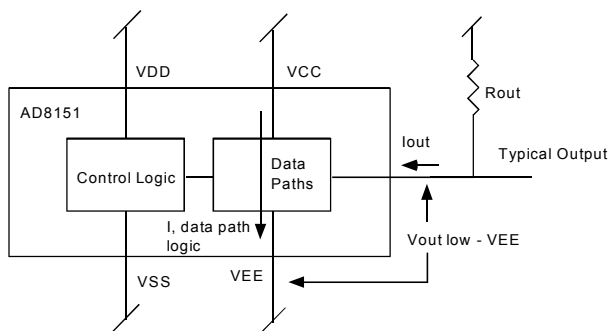 VDD
VCC
AD8151
Rout
Iout
Typical Output
Control Logic
Data
Paths
I, data path
logic
Vout low - VEE
VSS
VEE